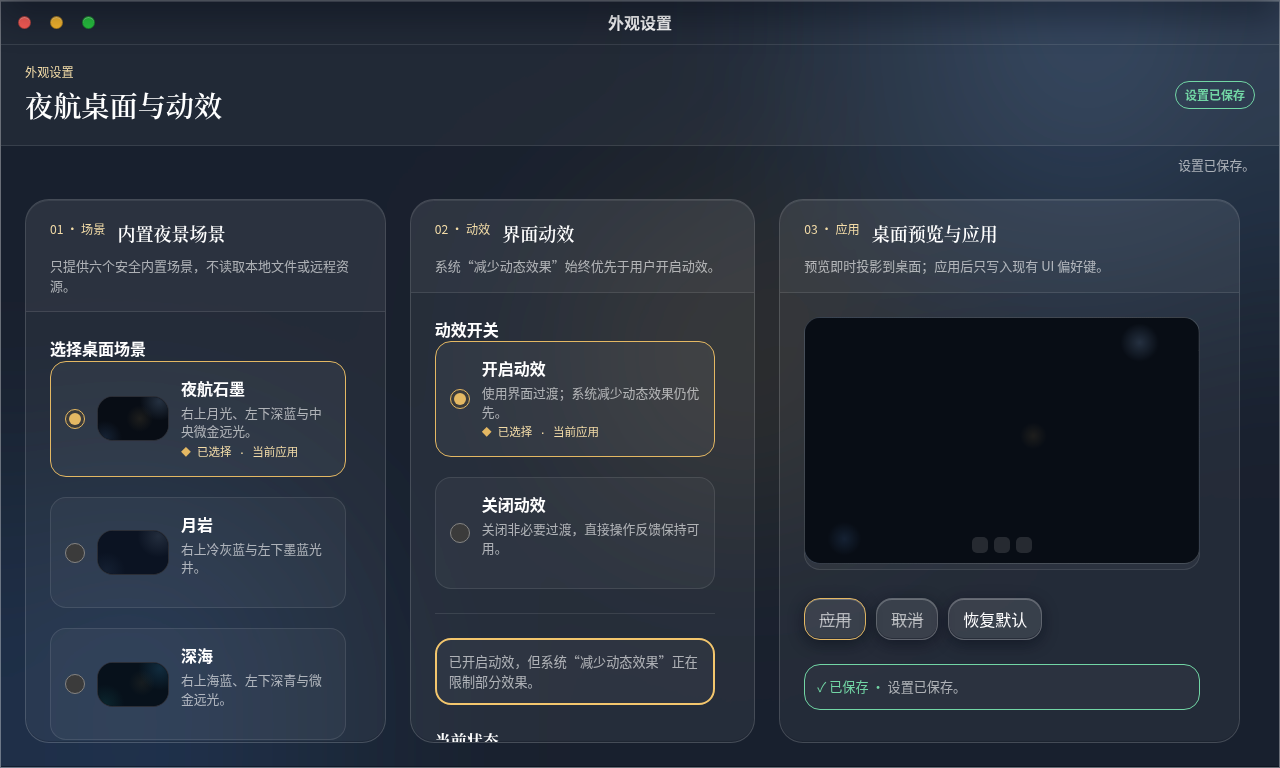 外观设置
外观设置
夜航桌面与动效
设置已保存
设置已保存。
01 · 场景 内置夜景场景
只提供六个安全内置场景，不读取本地文件或远程资
源。
选择桌面场景
夜航石墨
右上月光、左下深蓝与中
央微金远光。
◆ 已选择 · 当前应用
月岩
右上冷灰蓝与左下墨蓝光
井。
深海
右上海蓝、左下深青与微
金远光。
02 · 动效 界面动效
系统“减少动态效果”始终优先于用户开启动效。
动效开关
开启动效
使用界面过渡；系统减少动态效果仍优
先。
◆ 已选择 · 当前应用
关闭动效
关闭非必要过渡，直接操作反馈保持可
用。
已开启动效，但系统“减少动态效果”正在
限制部分效果。
当前状态
03 · 应用 桌面预览与应用
预览即时投影到桌面；应用后只写入现有 UI 偏好键。
应用 取消 恢复默认
✓ 已保存 · 设置已保存。